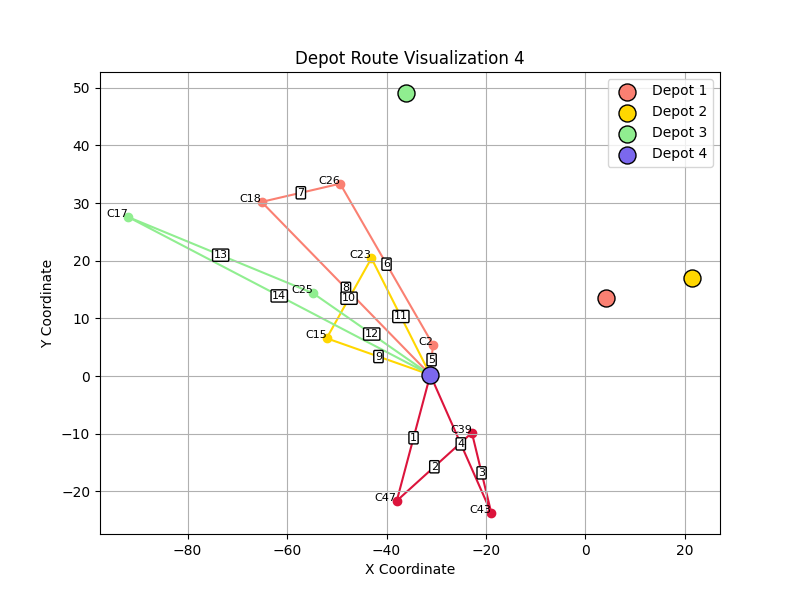 Depot Route Visualization 4
Depot 1
Depot 2
Depot 3
Depot 4
Y Coordinate
50
40
30
20
10
0
−10
−20
C17
C18
C26
C23
C25
C15
C2
C39
C47
C43
7
6
13
14
8
10
11
12
9
5
1
4
2
3
−80
−60
−40
−20
0
20
X Coordinate